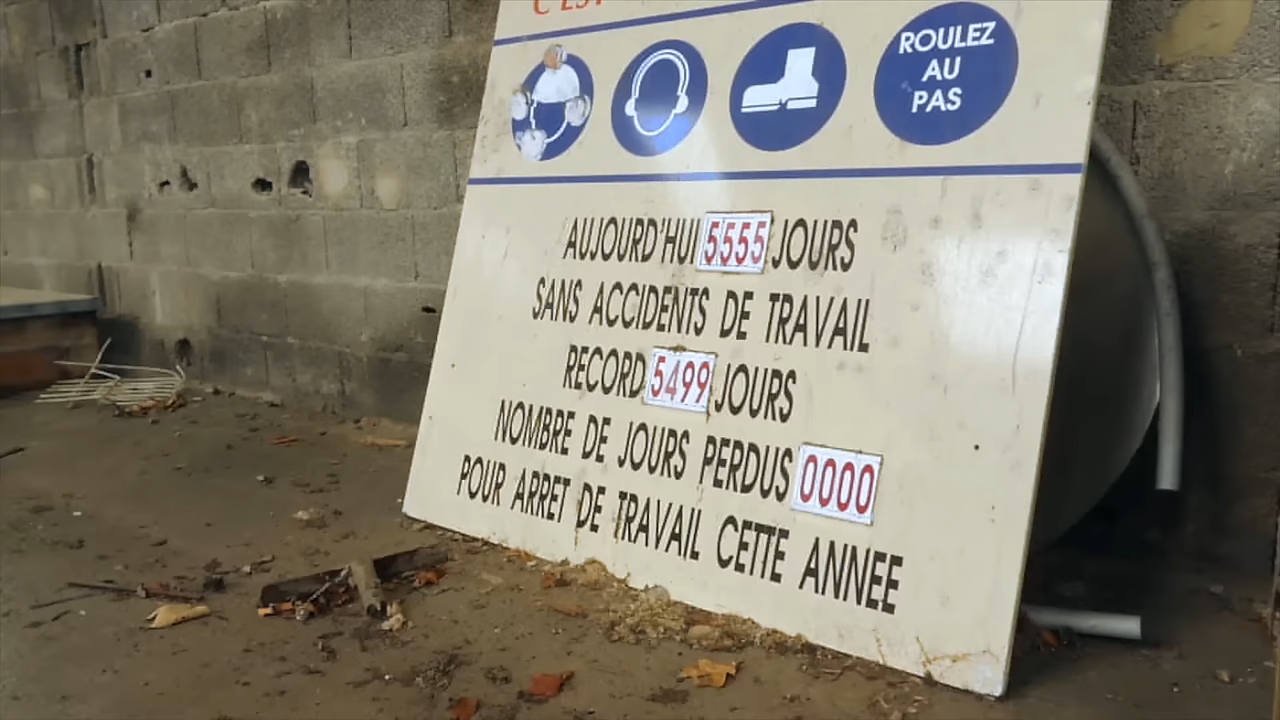 C'EST
ROULEZ
AU
PAS
AUJOURD'HUI 5555 JOURS
SANS ACCIDENTS DE TRAVAIL
RECORD 5499 JOURS
NOMBRE DE JOURS PERDUS 0000
POUR ARRET DE TRAVAIL CETTE ANNEE